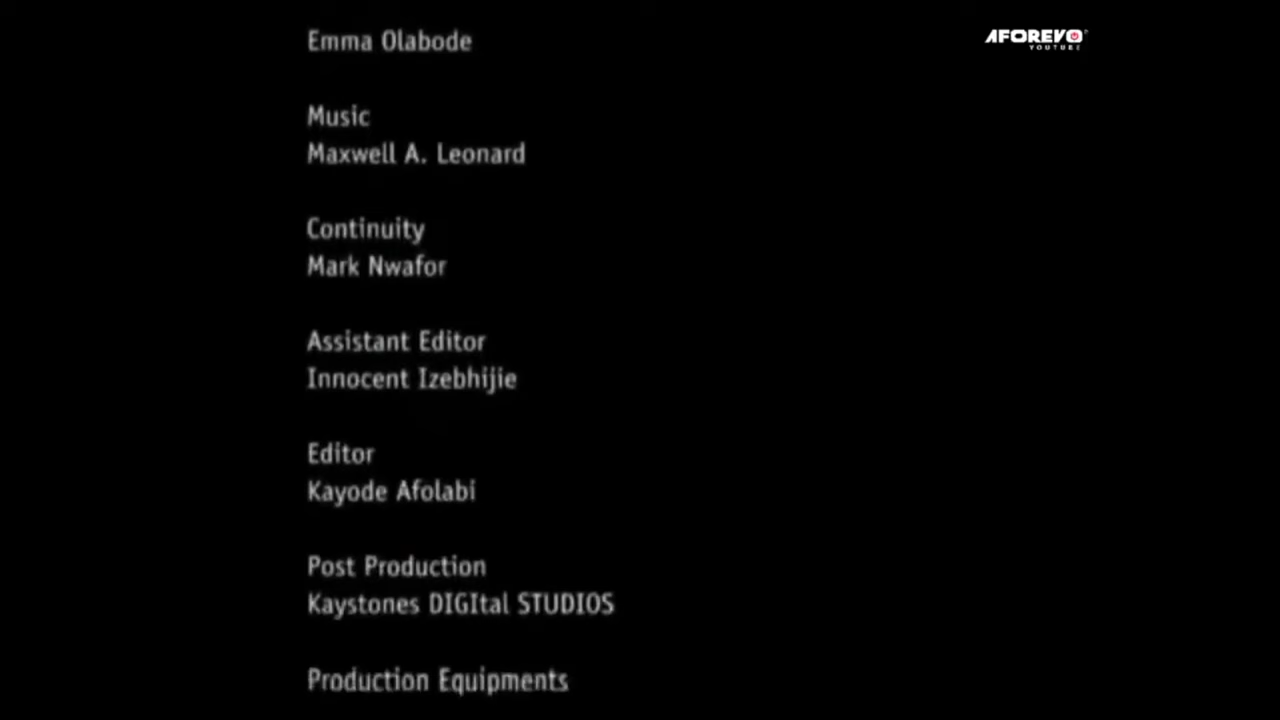 Emma Olabode
AFOREVO
YOUTUBE
Music
Maxwell A. Leonard
Continuity
Mark Nwafor
Assistant Editor
Innocent Izebhijie
Editor
Kayode Afolabi
Post Production
Kaystones DIGItal STUDIOS
Production Equipments